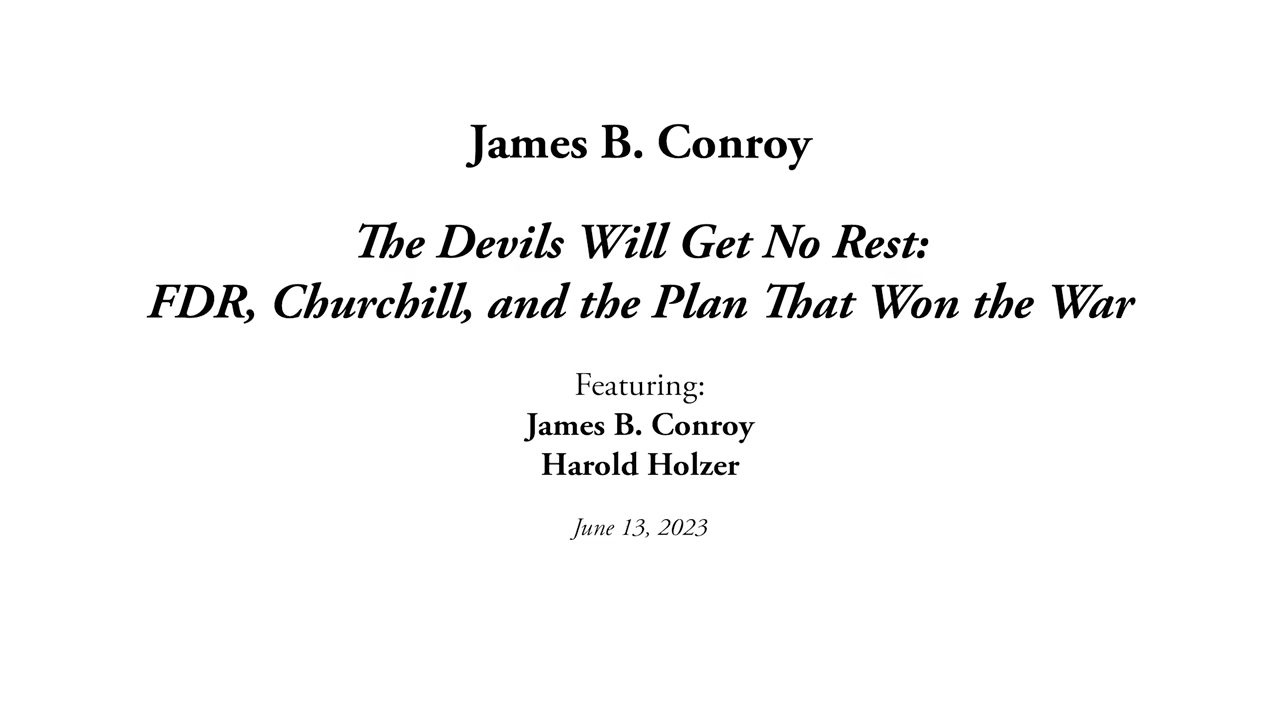 James B. Conroy
The Devils Will Get No Rest:
FDR, Churchill, and the Plan That Won the War
Featuring:
James B. Conroy
Harold Holzer
June 13, 2023